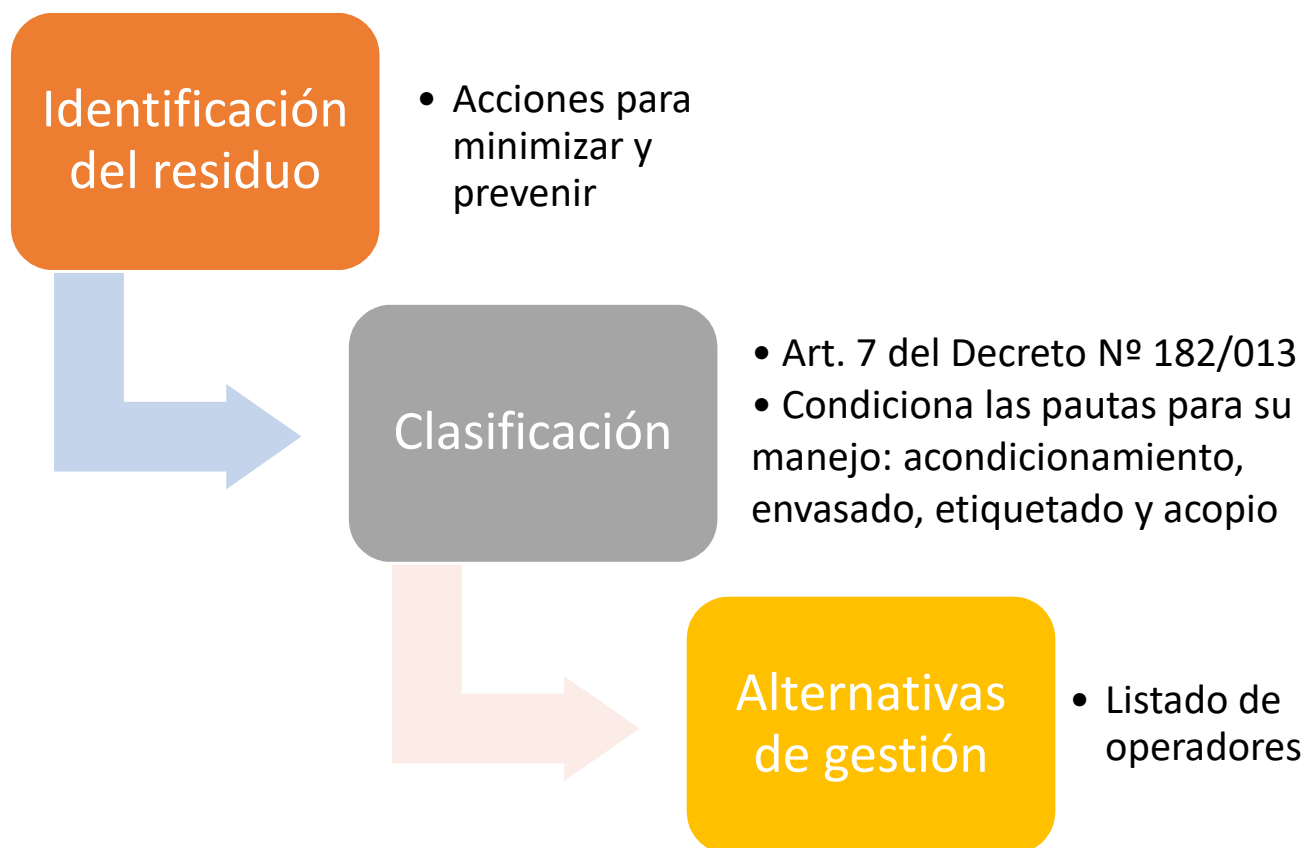 Identificación
del residuo
• Acciones para
minimizar y
prevenir
Clasificación
• Art. 7 del Decreto Nº 182/013
• Condiciona las pautas para su
manejo: acondicionamiento,
envasado, etiquetado y acopio
Alternativas
de gestión
• Listado de
operadores